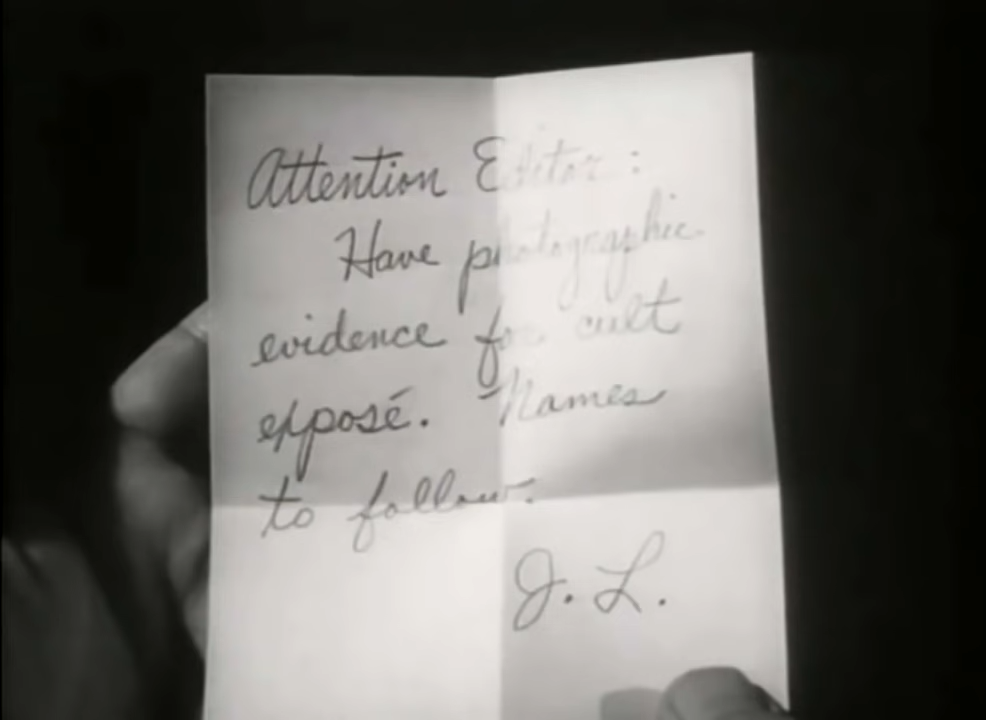 Attention Editor:
Have photographic
evidence for cult
exposé. Names
to follow.
J. L.